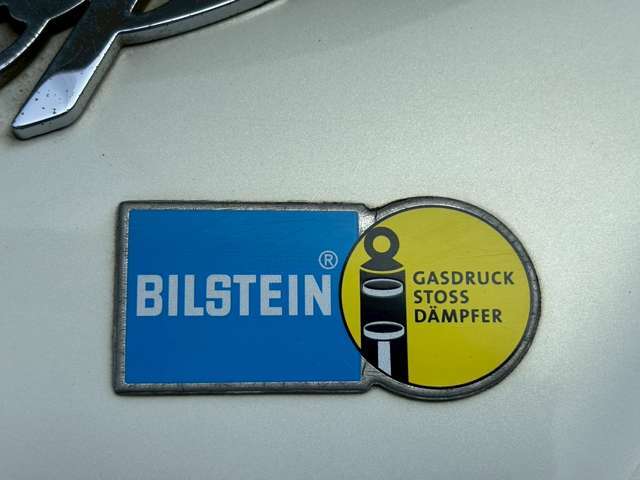 BILSTEIN®
GASDRUCK
STOSS
DÄMPFER